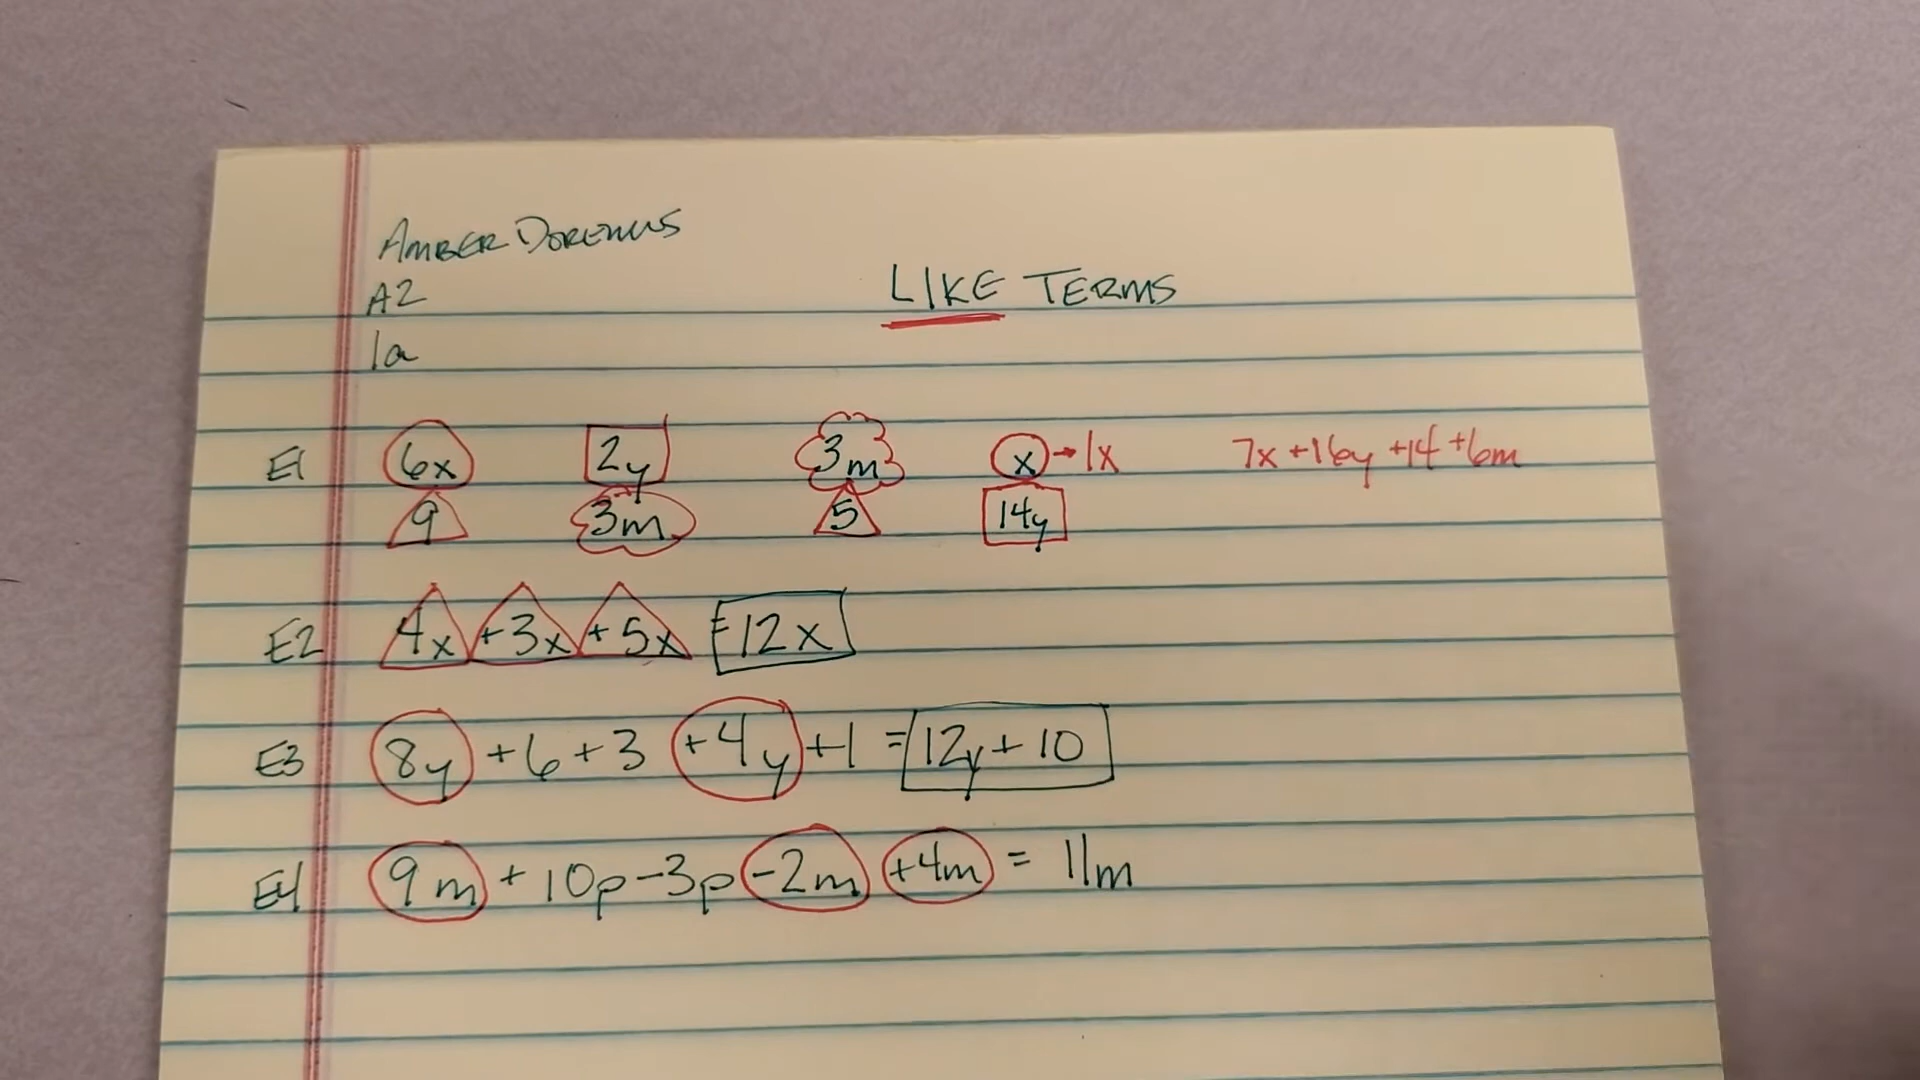 AMBER DOREMUS
A2
LIKE TERMS
1a
E1 6x 2y 3m x → 1x 7x + 16y + 14 + 6m
9 3m 5 14y
E2 4x + 3x + 5x = 12x
E3 8y + 6 + 3 + 4y + 1 = 12y + 10
E4 9m + 10p - 3p - 2m + 4m = 11m